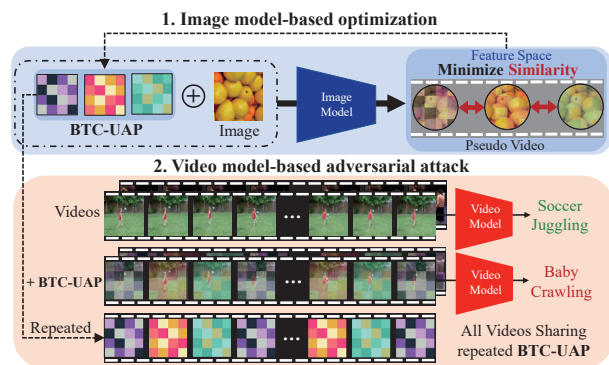 1. Image model-based optimization
BTC-UAP
Image
Image
Model
Feature Space
Minimize Similarity
Pseudo Video
2. Video model-based adversarial attack
Videos
...
Video
Model
Soccer
Juggling
+ BTC-UAP
...
Video
Model
Baby
Crawling
Repeated
...
All Videos Sharing
repeated BTC-UAP